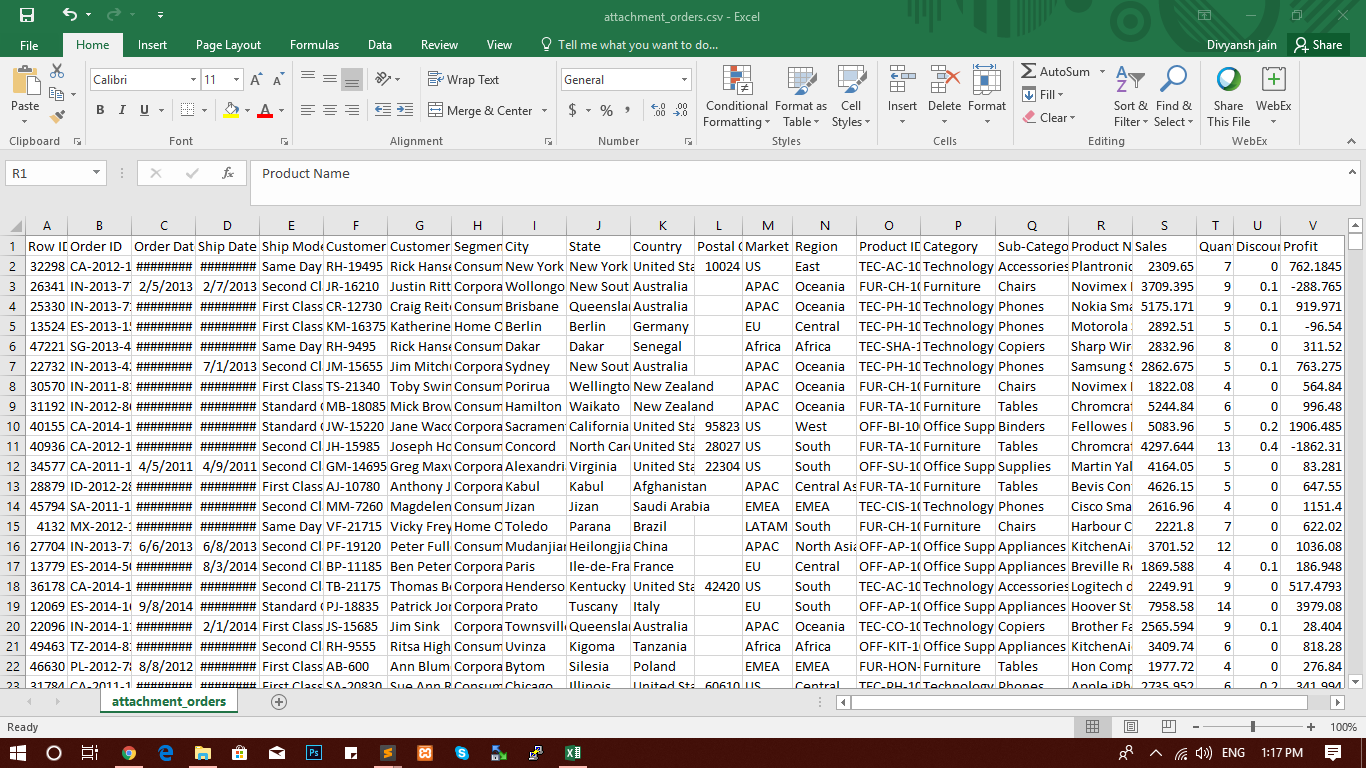 attachment_orders.csv - Excel
File Home Insert Page Layout Formulas Data Review View Tell me what you want to do... Divyansh jain Share
Calibri 11 Wrap Text General AutoSum
Paste Conditional Format as Cell Insert Delete Format Fill Sort & Find & Share WebEx
B I U A Merge & Center $ % , Formatting Table Styles Clear Filter Select This File
Clipboard Font Alignment Number Styles Cells Editing WebEx
R1 fx Product Name
A B C D E F G H I J K L M N O P Q R S T U V
1 Row ID Order ID Order Dat Ship Date Ship Mode Customer Customer Segmen City State Country Postal C Market Region Product ID Category Sub-Catego Product N Sales Quan Discou Profit
2 32298 CA-2012-1 ######## ######## Same Day RH-19495 Rick Hans Consum New York New York United Sta 10024 US East TEC-AC-10 Technology Accessories Plantronic 2309.65 7 0 762.1845
3 26341 IN-2013-7 2/5/2013 2/7/2013 Second Cl JR-16210 Justin Ritt Corpora Wollongo New Sout Australia APAC Oceania FUR-CH-10 Furniture Chairs Novimex 3709.395 9 0.1 -288.765
4 25330 IN-2013-7 ######## ######## First Class CR-12730 Craig Reit Consum Brisbane Queensla Australia APAC Oceania TEC-PH-10 Technology Phones Nokia Sma 5175.171 9 0.1 919.971
5 13524 ES-2013-1 ######## ######## First Class KM-16375 Katherine Home O Berlin Berlin Germany EU Central TEC-PH-10 Technology Phones Motorola 2892.51 5 0.1 -96.54
6 47221 SG-2013-4 ######## ######## Same Day RH-9495 Rick Hans Consum Dakar Dakar Senegal Africa Africa TEC-SHA-1 Technology Copiers Sharp Wir 2832.96 8 0 311.52
7 22732 IN-2013-4 ######## 7/1/2013 Second Cl JM-15655 Jim Mitch Corpora Sydney New Sout Australia APAC Oceania TEC-PH-10 Technology Phones Samsung 2862.675 5 0.1 763.275
8 30570 IN-2011-8 ######## ######## First Class TS-21340 Toby Swin Consum Porirua Wellingto New Zealand APAC Oceania FUR-CH-10 Furniture Chairs Novimex 1822.08 4 0 564.84
9 31192 IN-2012-8 ######## ######## Standard MB-18085 Mick Brow Consum Hamilton Waikato New Zealand APAC Oceania FUR-TA-10 Furniture Tables Chromcra 5244.84 6 0 996.48
10 40155 CA-2014-1 ######## ######## Standard JW-15220 Jane Wac Corpora Sacramen California United Sta 95823 US West OFF-BI-10 Office Supp Binders Fellowes 5083.96 5 0.2 1906.485
11 40936 CA-2012-1 ######## ######## Second Cl JH-15985 Joseph Ho Consum Concord North Car United Sta 28027 US South FUR-TA-10 Furniture Tables Chromcra 4297.644 13 0.4 -1862.31
12 34577 CA-2011-1 4/5/2011 4/9/2011 Second Cl GM-14695 Greg Max Corpora Alexandri Virginia United Sta 22304 US South OFF-SU-10 Office Supp Supplies Martin Yal 4164.05 5 0 83.281
13 28879 ID-2012-28 ######## ######## First Class AJ-10780 Anthony J Corpora Kabul Kabul Afghanistan APAC Central As FUR-TA-10 Furniture Tables Bevis Con 4626.15 5 0 647.55
14 45794 SA-2011-1 ######## ######## Second Cl MM-7260 Magdelen Consum Jizan Jizan Saudi Arabia EMEA EMEA TEC-CIS-10 Technology Phones Cisco Sma 2616.96 4 0 1151.4
15 4132 MX-2012- ######## ######## Same Day VF-21715 Vicky Frey Home O Toledo Parana Brazil LATAM South FUR-CH-10 Furniture Chairs Harbour C 2221.8 7 0 622.02
16 27704 IN-2013-7 6/6/2013 6/8/2013 Second Cl PF-19120 Peter Full Consum Mudanjia Heilongjia China APAC North Asia OFF-AP-10 Office Supp Appliances KitchenAi 3701.52 12 0 1036.08
17 13779 ES-2014-5 ######## 8/3/2014 Second Cl BP-11185 Ben Peter Corpora Paris Ile-de-Fra France EU Central OFF-AP-10 Office Supp Appliances Breville R 1869.588 4 0.1 186.948
18 36178 CA-2014-1 ######## ######## Second Cl TB-21175 Thomas B Corpora Henderso Kentucky United Sta 42420 US South TEC-AC-10 Technology Accessories Logitech d 2249.91 9 0 517.4793
19 12069 ES-2014-1 9/8/2014 ######## Standard PJ-18835 Patrick Jo Corpora Prato Tuscany Italy EU South OFF-AP-10 Office Supp Appliances Hoover St 7958.58 14 0 3979.08
20 22096 IN-2014-1 ######## 2/1/2014 First Class JS-15685 Jim Sink Corpora Townsvill Queensla Australia APAC Oceania TEC-CO-10 Technology Copiers Brother Fa 2565.594 9 0.1 28.404
21 49463 TZ-2014-8 ######## ######## Second Cl RH-9555 Ritsa High Consum Uvinza Kigoma Tanzania Africa Africa OFF-KIT-10 Office Supp Appliances KitchenAi 3409.74 6 0 818.28
22 46630 PL-2012-7 8/8/2012 ######## First Class AB-600 Ann Blum Corpora Bytom Silesia Poland EMEA EMEA FUR-HON- Furniture Tables Hon Comp 1977.72 4 0 276.84
23 31784 CA-2011-1 ######## ######## First Class SA-20830 Sue Ann R Consum Chicago Illinois United Sta 60610 US Central TEC-PH-10 Technology Phones Apple iPh 2735.952 6 0.2 341.994
attachment_orders
Ready 100%
1:17 PM ENG